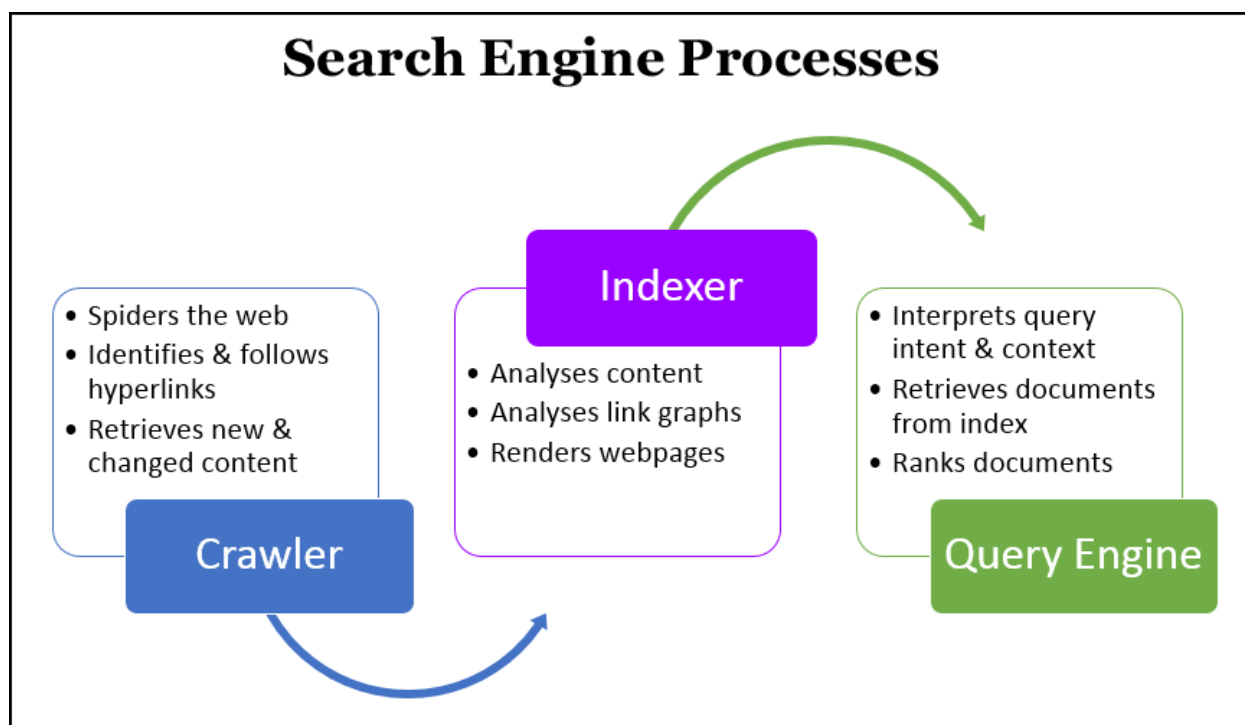 Search Engine Processes
• Spiders the web
• Identifies & follows
hyperlinks
• Retrieves new &
changed content
Crawler
Indexer
• Analyses content
• Analyses link graphs
• Renders webpages
• Interprets query
intent & context
• Retrieves documents
from index
• Ranks documents
Query Engine